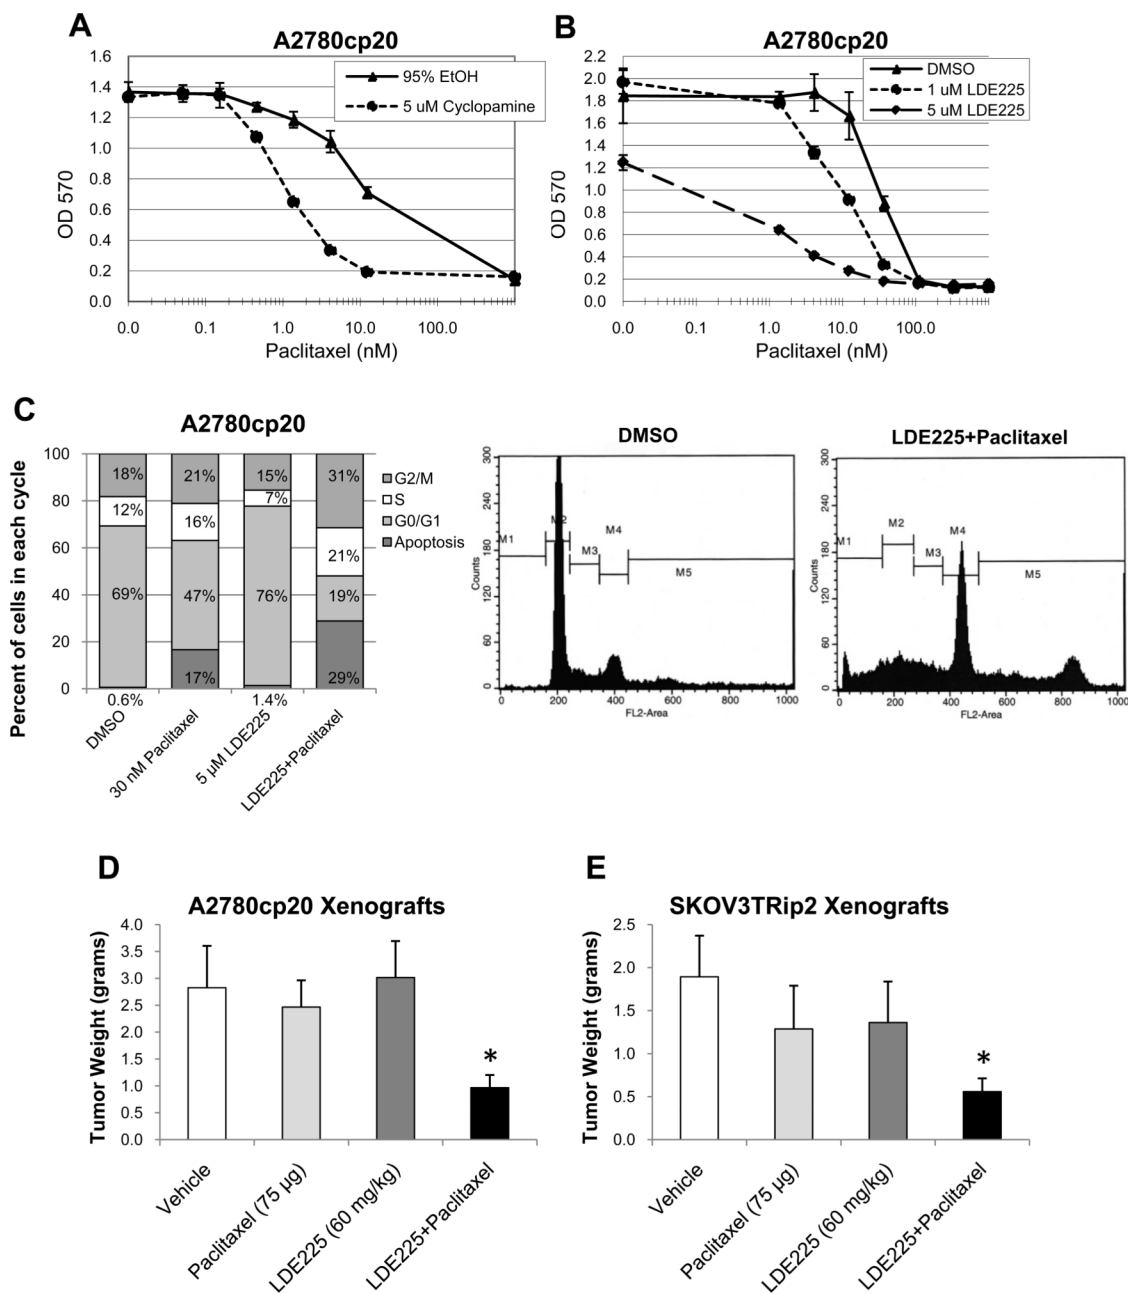 A
A2780cp20
1.6
1.4
1.2
1.0
0.8
0.6
0.4
0.2
0.0
OD 570
95% EtOH
5 uM Cyclopamine
0.0 0.1 1.0 10.0 100.0
Paclitaxel (nM)
B
A2780cp20
2.2
2.0
1.8
1.6
1.4
1.2
1.0
0.8
0.6
0.4
0.2
0.0
OD 570
DMSO
1 uM LDE225
5 uM LDE225
0.0 0.1 1.0 10.0 100.0
Paclitaxel (nM)
C
A2780cp20
Percent of cells in each cycle
100
80
60
40
20
0
18% 21% 15% 31%
12% 16% 7% 21%
69% 47% 76% 19%
0.6% 17% 1.4% 29%
G2/M
S
G0/G1
Apoptosis
DMSO
30 nM Paclitaxel
5 µM LDE225
LDE225+Paclitaxel
DMSO
Counts
300
240
180
120
60
0
M1 M2 M3 M4 M5
0 200 400 600 800 1000
FL2-Area
LDE225+Paclitaxel
Counts
300
240
180
120
60
0
M1 M2 M3 M4 M5
0 200 400 600 800 1000
FL2-Area
D
A2780cp20 Xenografts
Tumor Weight (grams)
4.0
3.5
3.0
2.5
2.0
1.5
1.0
0.5
0.0
*
Vehicle
Paclitaxel (75 µg)
LDE225 (60 mg/kg)
LDE225+Paclitaxel
E
SKOV3TRip2 Xenografts
Tumor Weight (grams)
2.5
2.0
1.5
1.0
0.5
0.0
*
Vehicle
Paclitaxel (75 µg)
LDE225 (60 mg/kg)
LDE225+Paclitaxel